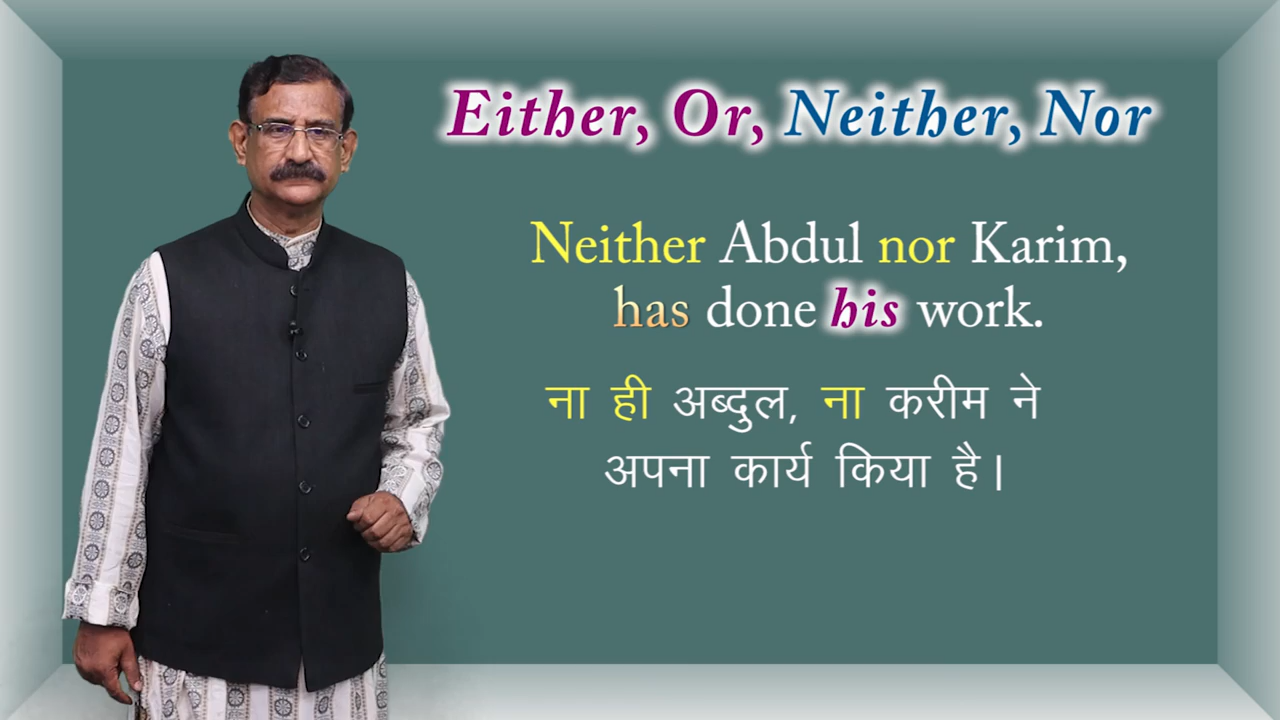 Either, Or, Neither, Nor
Neither Abdul nor Karim,
has done his work.
ना ही अब्दुल, ना करीम ने
अपना कार्य किया है।